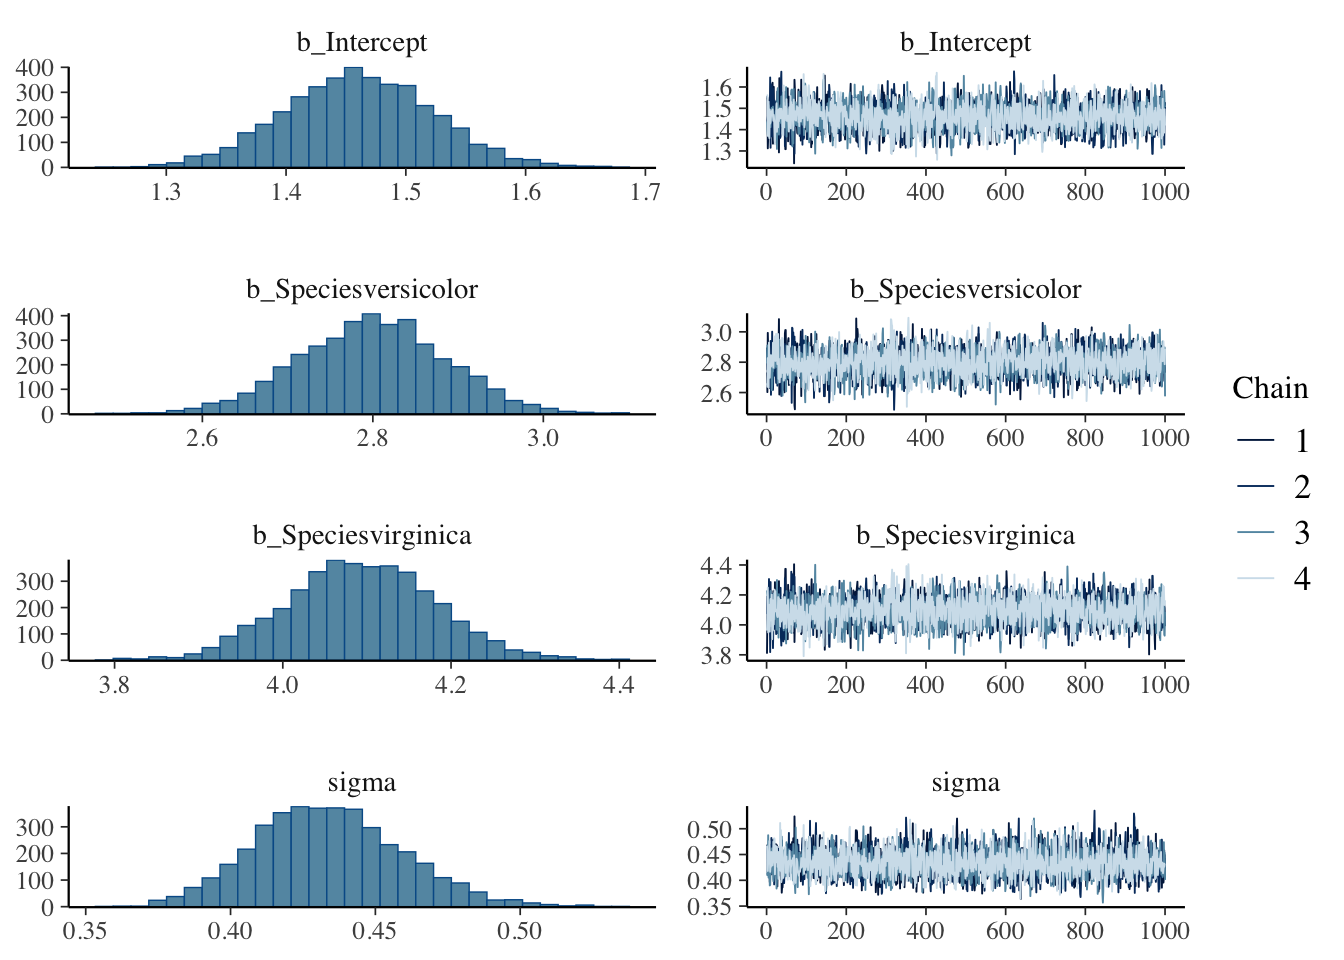 b_Intercept
400
300
200
100
0
1.3 1.4 1.5 1.6 1.7
b_Intercept
1.6
1.5
1.4
1.3
0 200 400 600 800 1000
b_Speciesversicolor
400
300
200
100
0
2.6 2.8 3.0
b_Speciesversicolor
3.0
2.8
2.6
0 200 400 600 800 1000
b_Speciesvirginica
300
200
100
0
3.8 4.0 4.2 4.4
b_Speciesvirginica
4.4
4.2
4.0
3.8
0 200 400 600 800 1000
sigma
300
200
100
0
0.35 0.40 0.45 0.50
sigma
0.50
0.45
0.40
0.35
0 200 400 600 800 1000
Chain
1
2
3
4